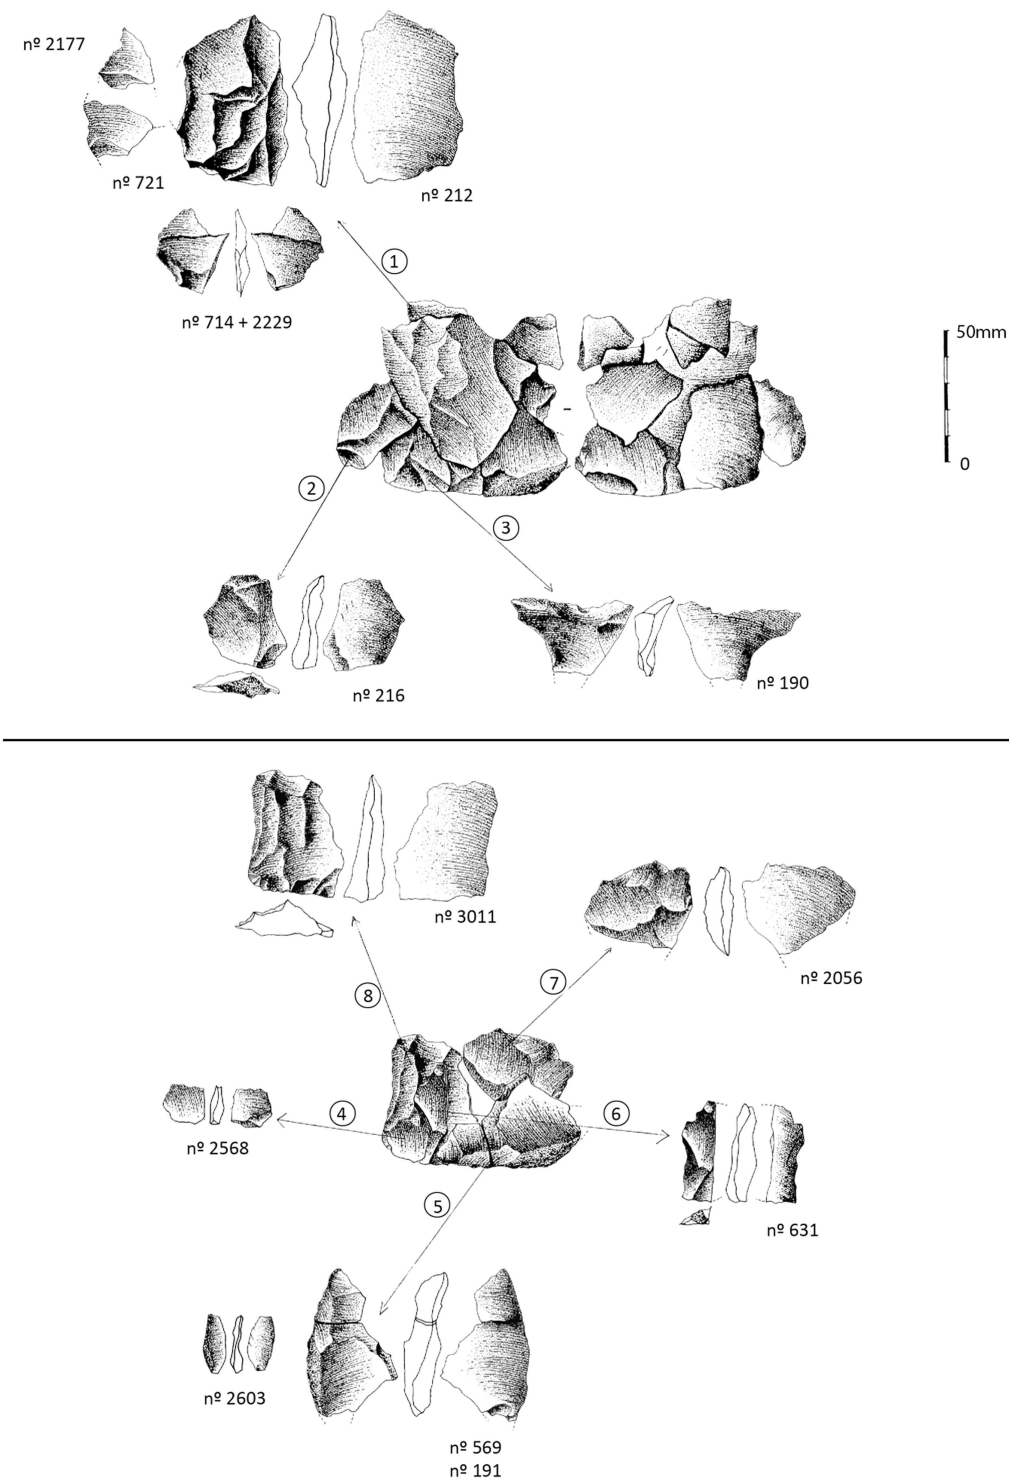 nº 2177
nº 721
nº 212
nº 714 + 2229
1
50mm
0
2
3
nº 216
nº 190
nº 3011
nº 2056
8
7
4
6
nº 2568
nº 631
5
nº 2603
nº 569
nº 191